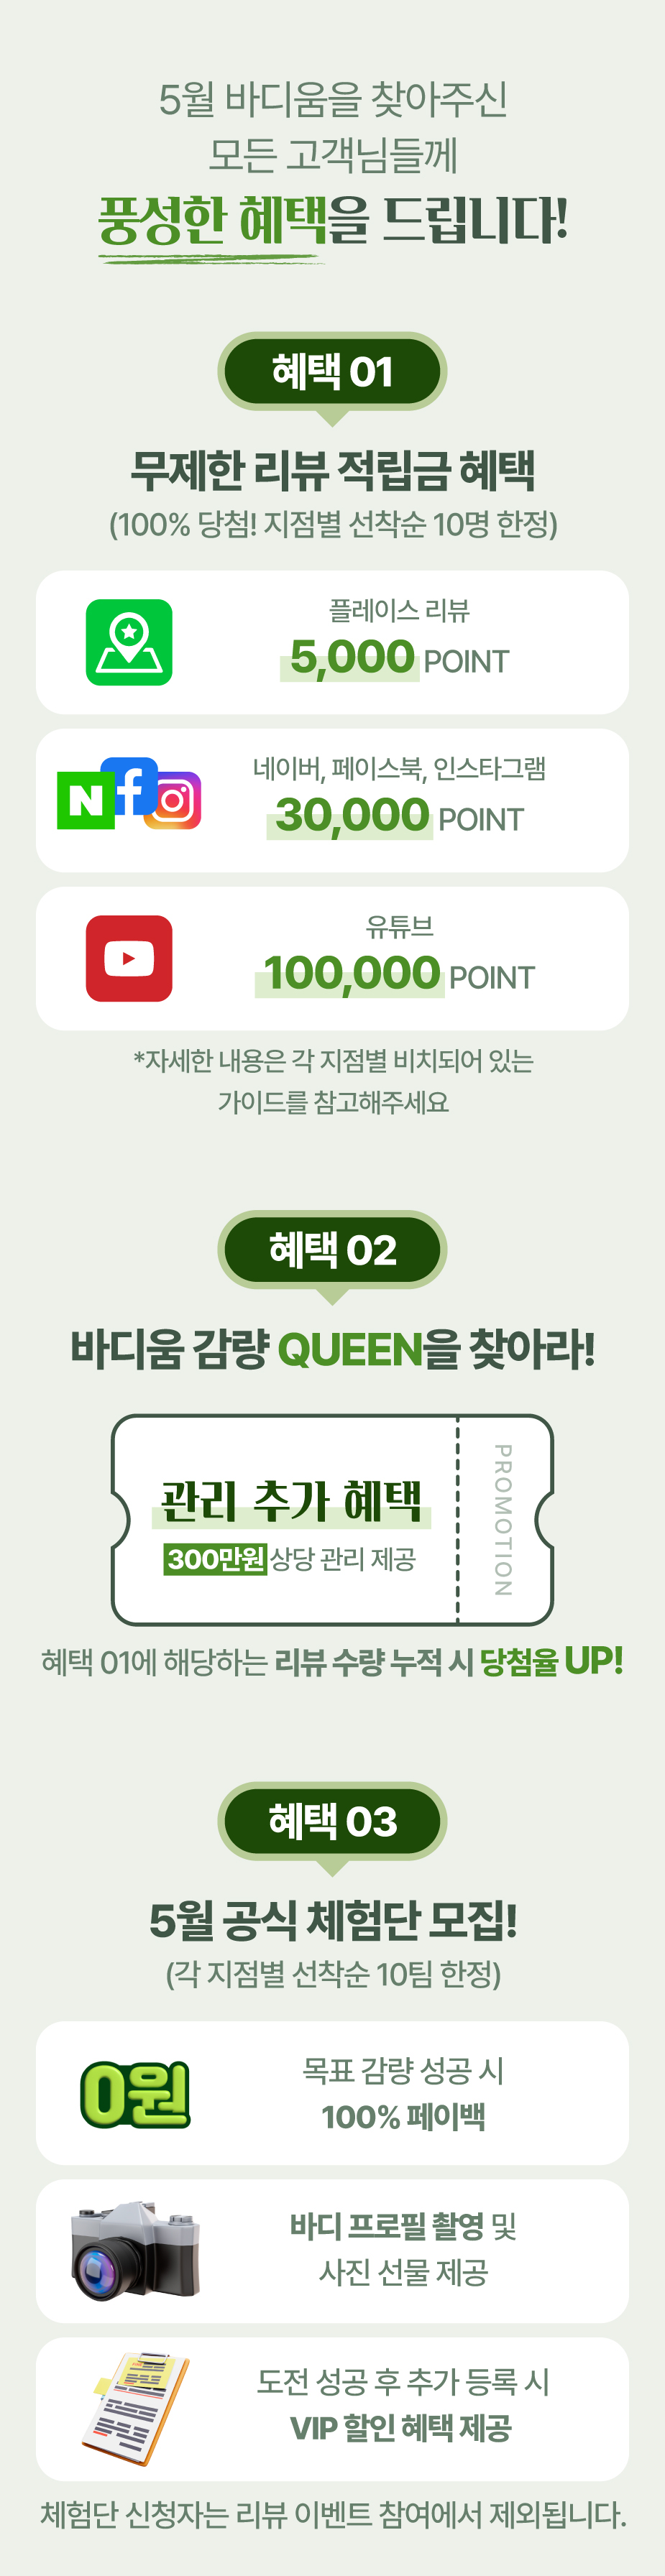 5월 바디움을 찾아주신
모든 고객님들께
풍성한 혜택을 드립니다!
혜택 01
무제한 리뷰 적립금 혜택
(100% 당첨! 지점별 선착순 10명 한정)
플레이스 리뷰
5,000 POINT
N f
네이버, 페이스북, 인스타그램
30,000 POINT
유튜브
100,000 POINT
*자세한 내용은 각 지점별 비치되어 있는
가이드를 참고해주세요
혜택 02
바디움 감량 QUEEN을 찾아라!
관리 추가 혜택
300만원 상당 관리 제공
PROMOTION
혜택 01에 해당하는 리뷰 수량 누적 시 당첨율 UP!
혜택 03
5월 공식 체험단 모집!
(각 지점별 선착순 10팀 한정)
0원
목표 감량 성공 시
100% 페이백
바디 프로필 촬영 및
사진 선물 제공
도전 성공 후 추가 등록 시
VIP 할인 혜택 제공
체험단 신청자는 리뷰 이벤트 참여에서 제외됩니다.